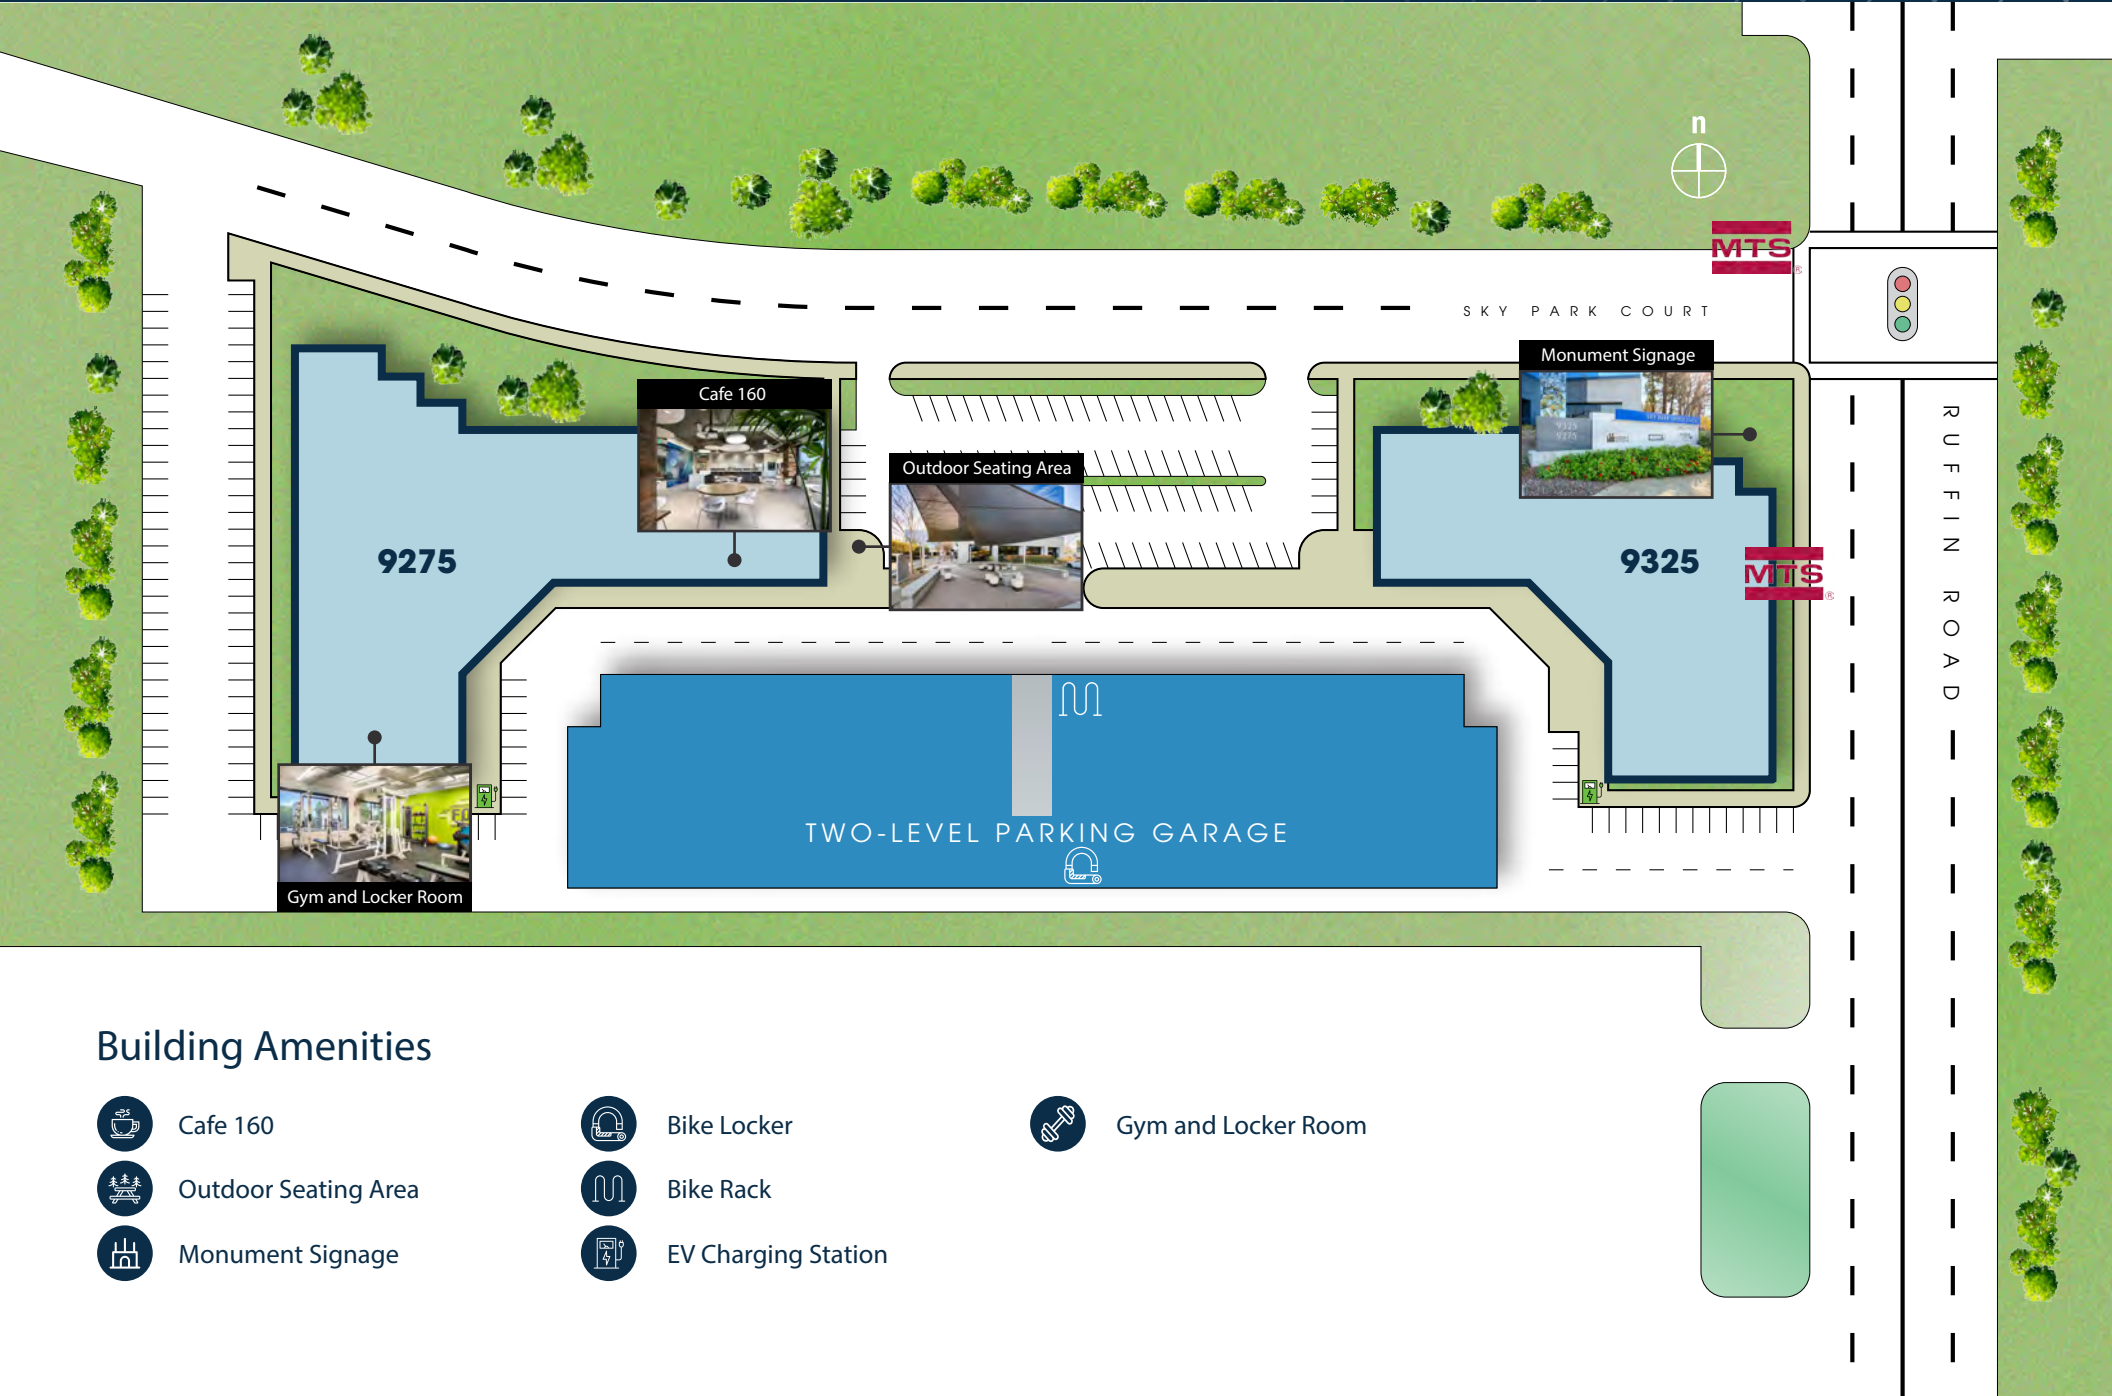 n
MTS
®
SKY PARK COURT
Monument Signage
9325
9275
Cafe 160
Outdoor Seating Area
RUFFIN ROAD
9275
9325
MTS
®
TWO-LEVEL PARKING GARAGE
Gym and Locker Room
Building Amenities
Cafe 160
Bike Locker
Gym and Locker Room
Outdoor Seating Area
Bike Rack
Monument Signage
EV Charging Station